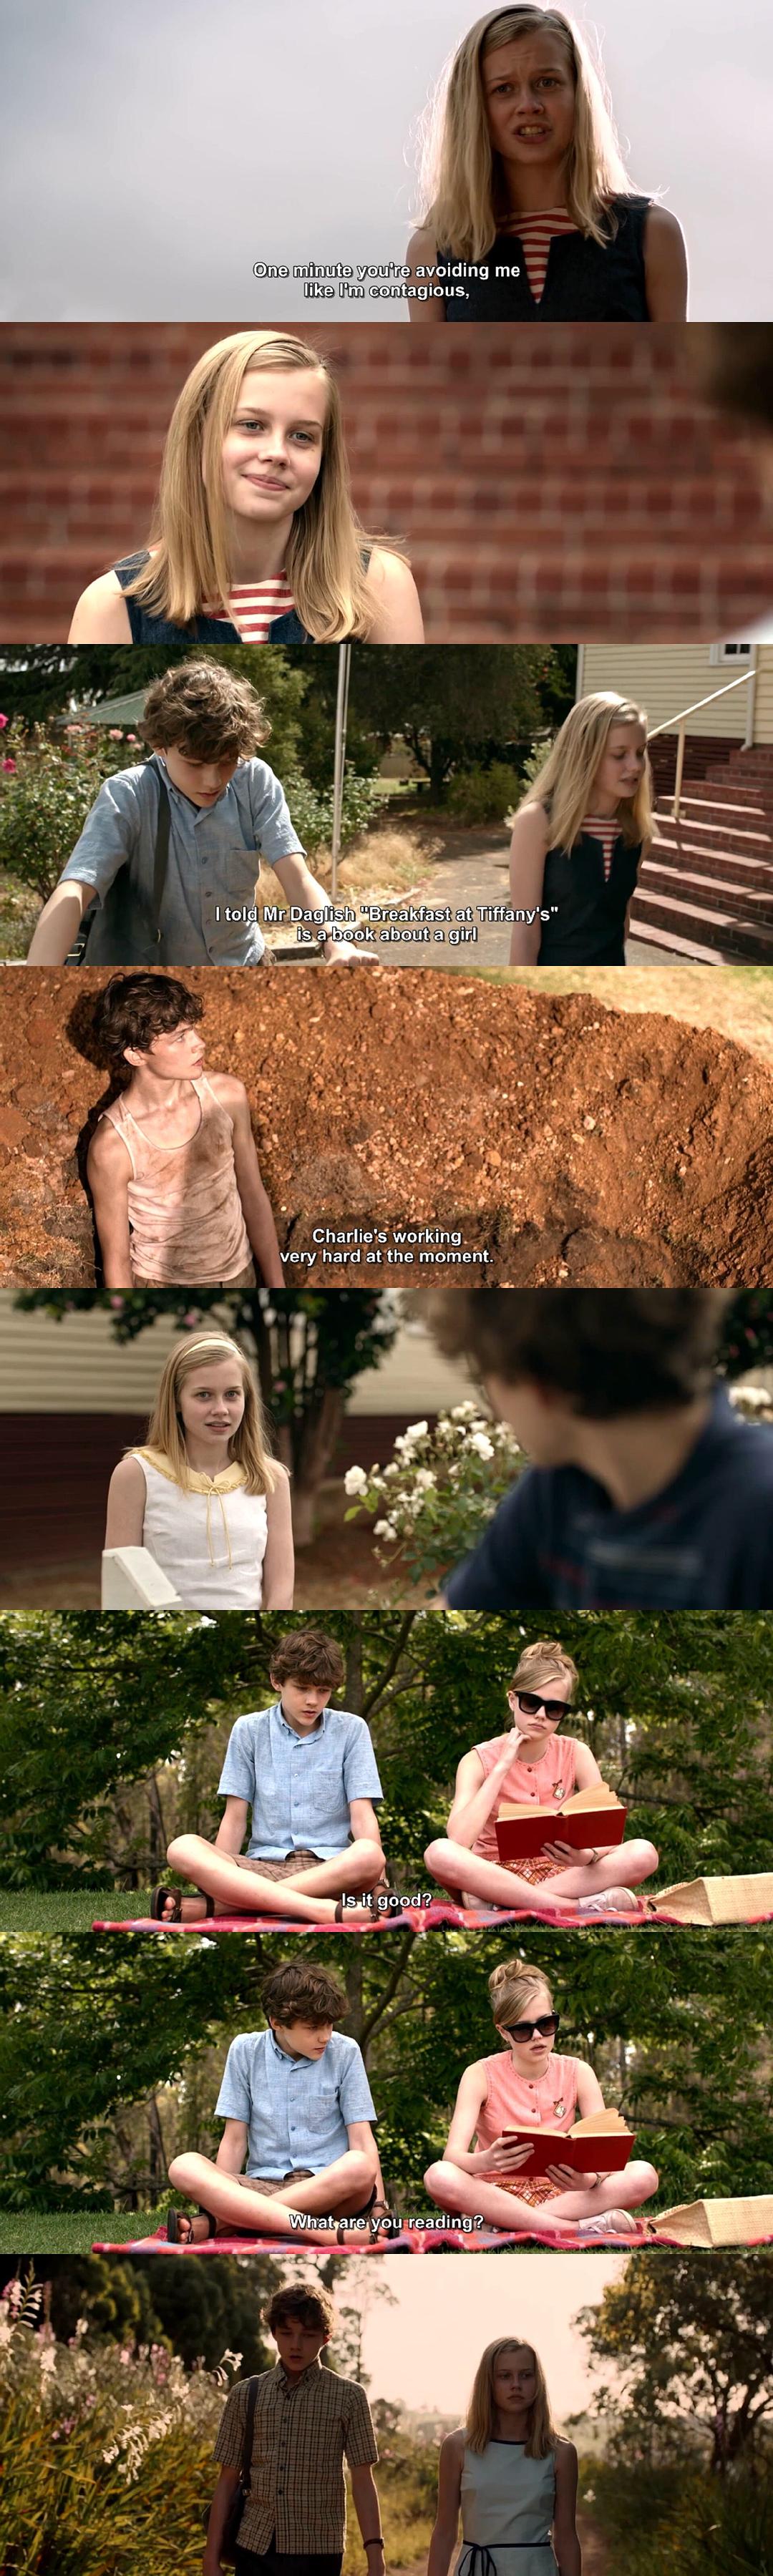 One minute you're avoiding me
like I'm contagious,
I told Mr Daglish "Breakfast at Tiffany's"
is a book about a girl
Charlie's working
very hard at the moment.
Is it good?
What are you reading?